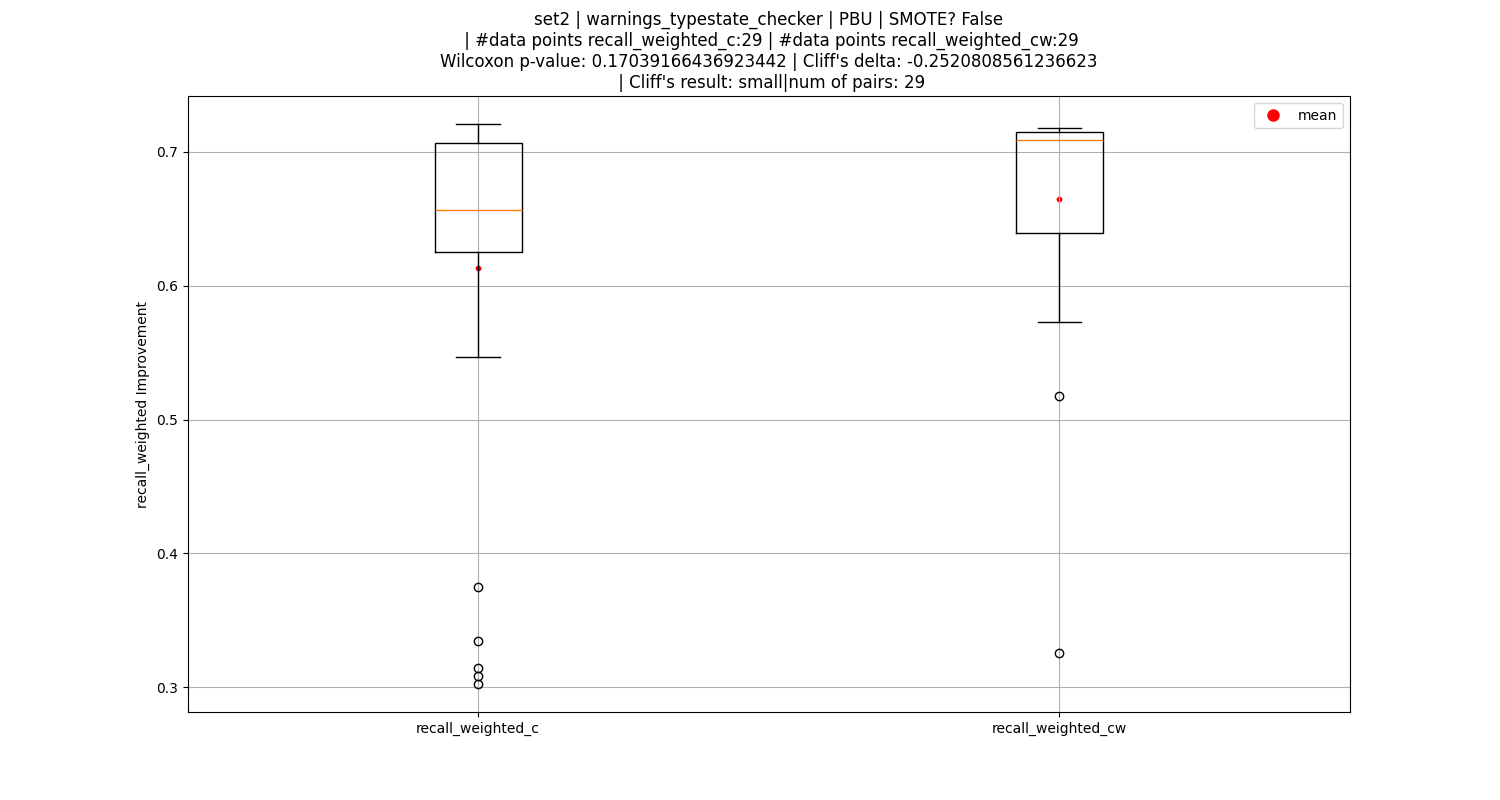 set2 | warnings_typestate_checker | PBU | SMOTE? False
| #data points recall_weighted_c:29 | #data points recall_weighted_cw:29
Wilcoxon p-value: 0.17039166436923442 | Cliff's delta: -0.2520808561236623
| Cliff's result: small|num of pairs: 29
mean
0.7
0.6
0.5
0.4
0.3
recall_weighted Improvement
recall_weighted_c
recall_weighted_cw